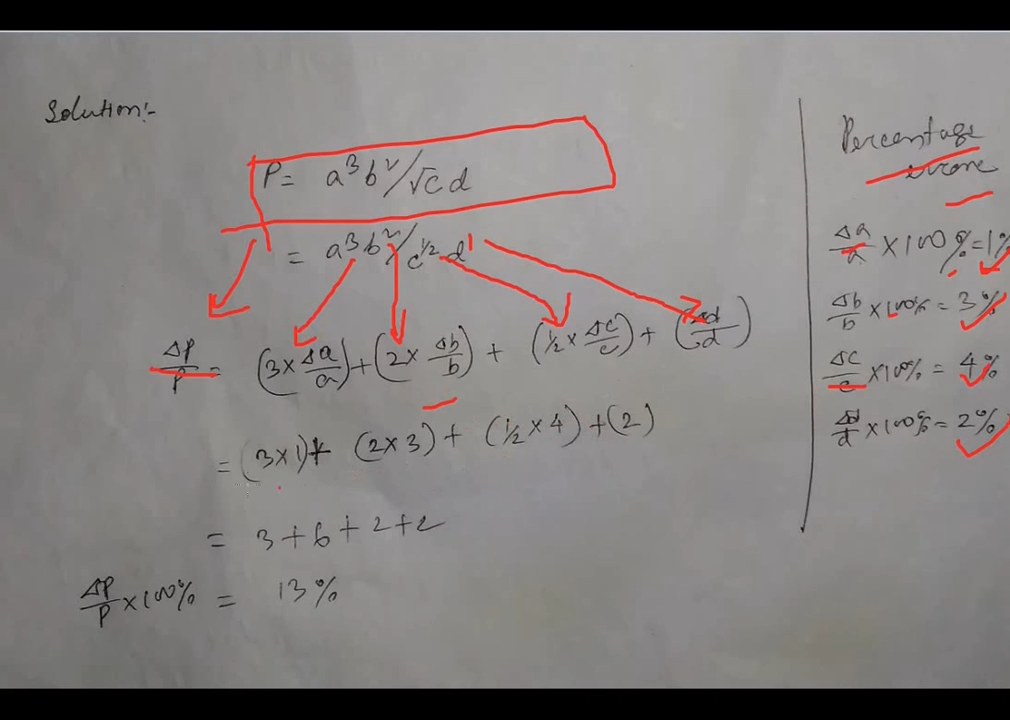 Solution:-
P= a³b²/√c d
= a³b²/c^½ d¹
ΔP/P = (3×Δa/a)+(2×Δb/b) + (½×Δc/c)+(Δd/d)
= (3×1)+ (2×3)+ (½×4)+(2)
= 3+6+2+2
ΔP/P×100% = 13%
Percentage
Δa/a ×100%=1%
Δb/b ×100%= 3%
Δc/c ×100%= 4%
Δd/d ×100%= 2%